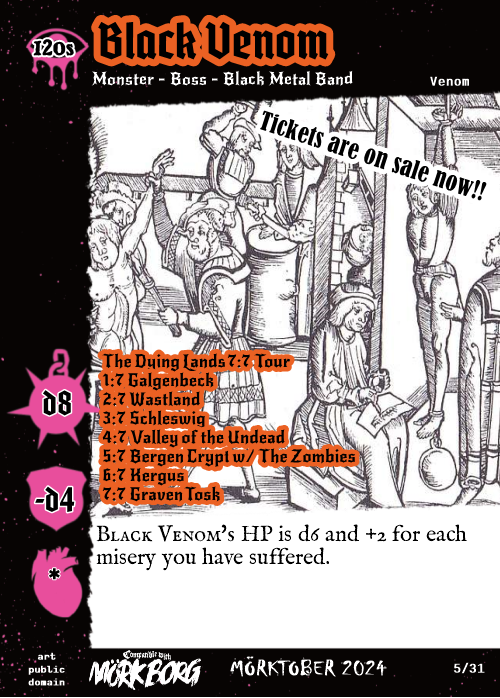 120s
Black Venom
Monster - Boss - Black Metal Band
Venom
Tickets are on sale now!!
The Dying Lands 7:7 Tour
1:7 Galgenbeck
2:7 Wastland
3:7 Schleswig
4:7 Valley of the Undead
5:7 Bergen Crypt w/ The Zombies
6:7 Kergus
7:7 Graven Tosk
2
d8
-d4
*
Black Venom's HP is d6 and +2 for each
misery you have suffered.
art
public
domain
Compatible with
MÖRK BORG
MÖRKTOBER 2024
5/31